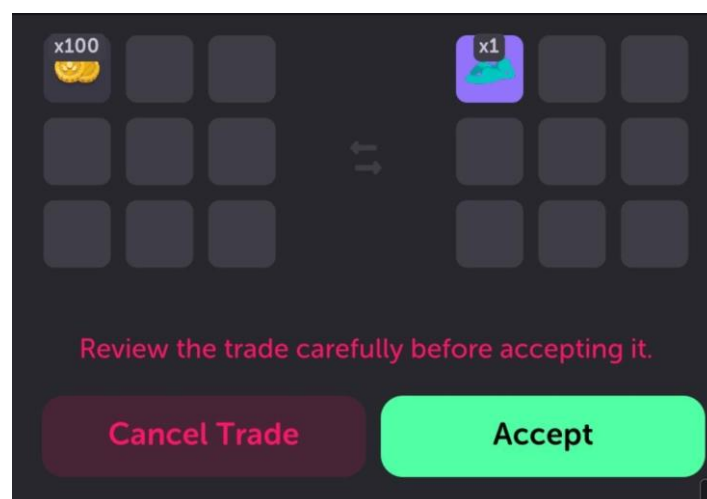 x100
x1
Review the trade carefully before accepting it.
Cancel Trade
Accept